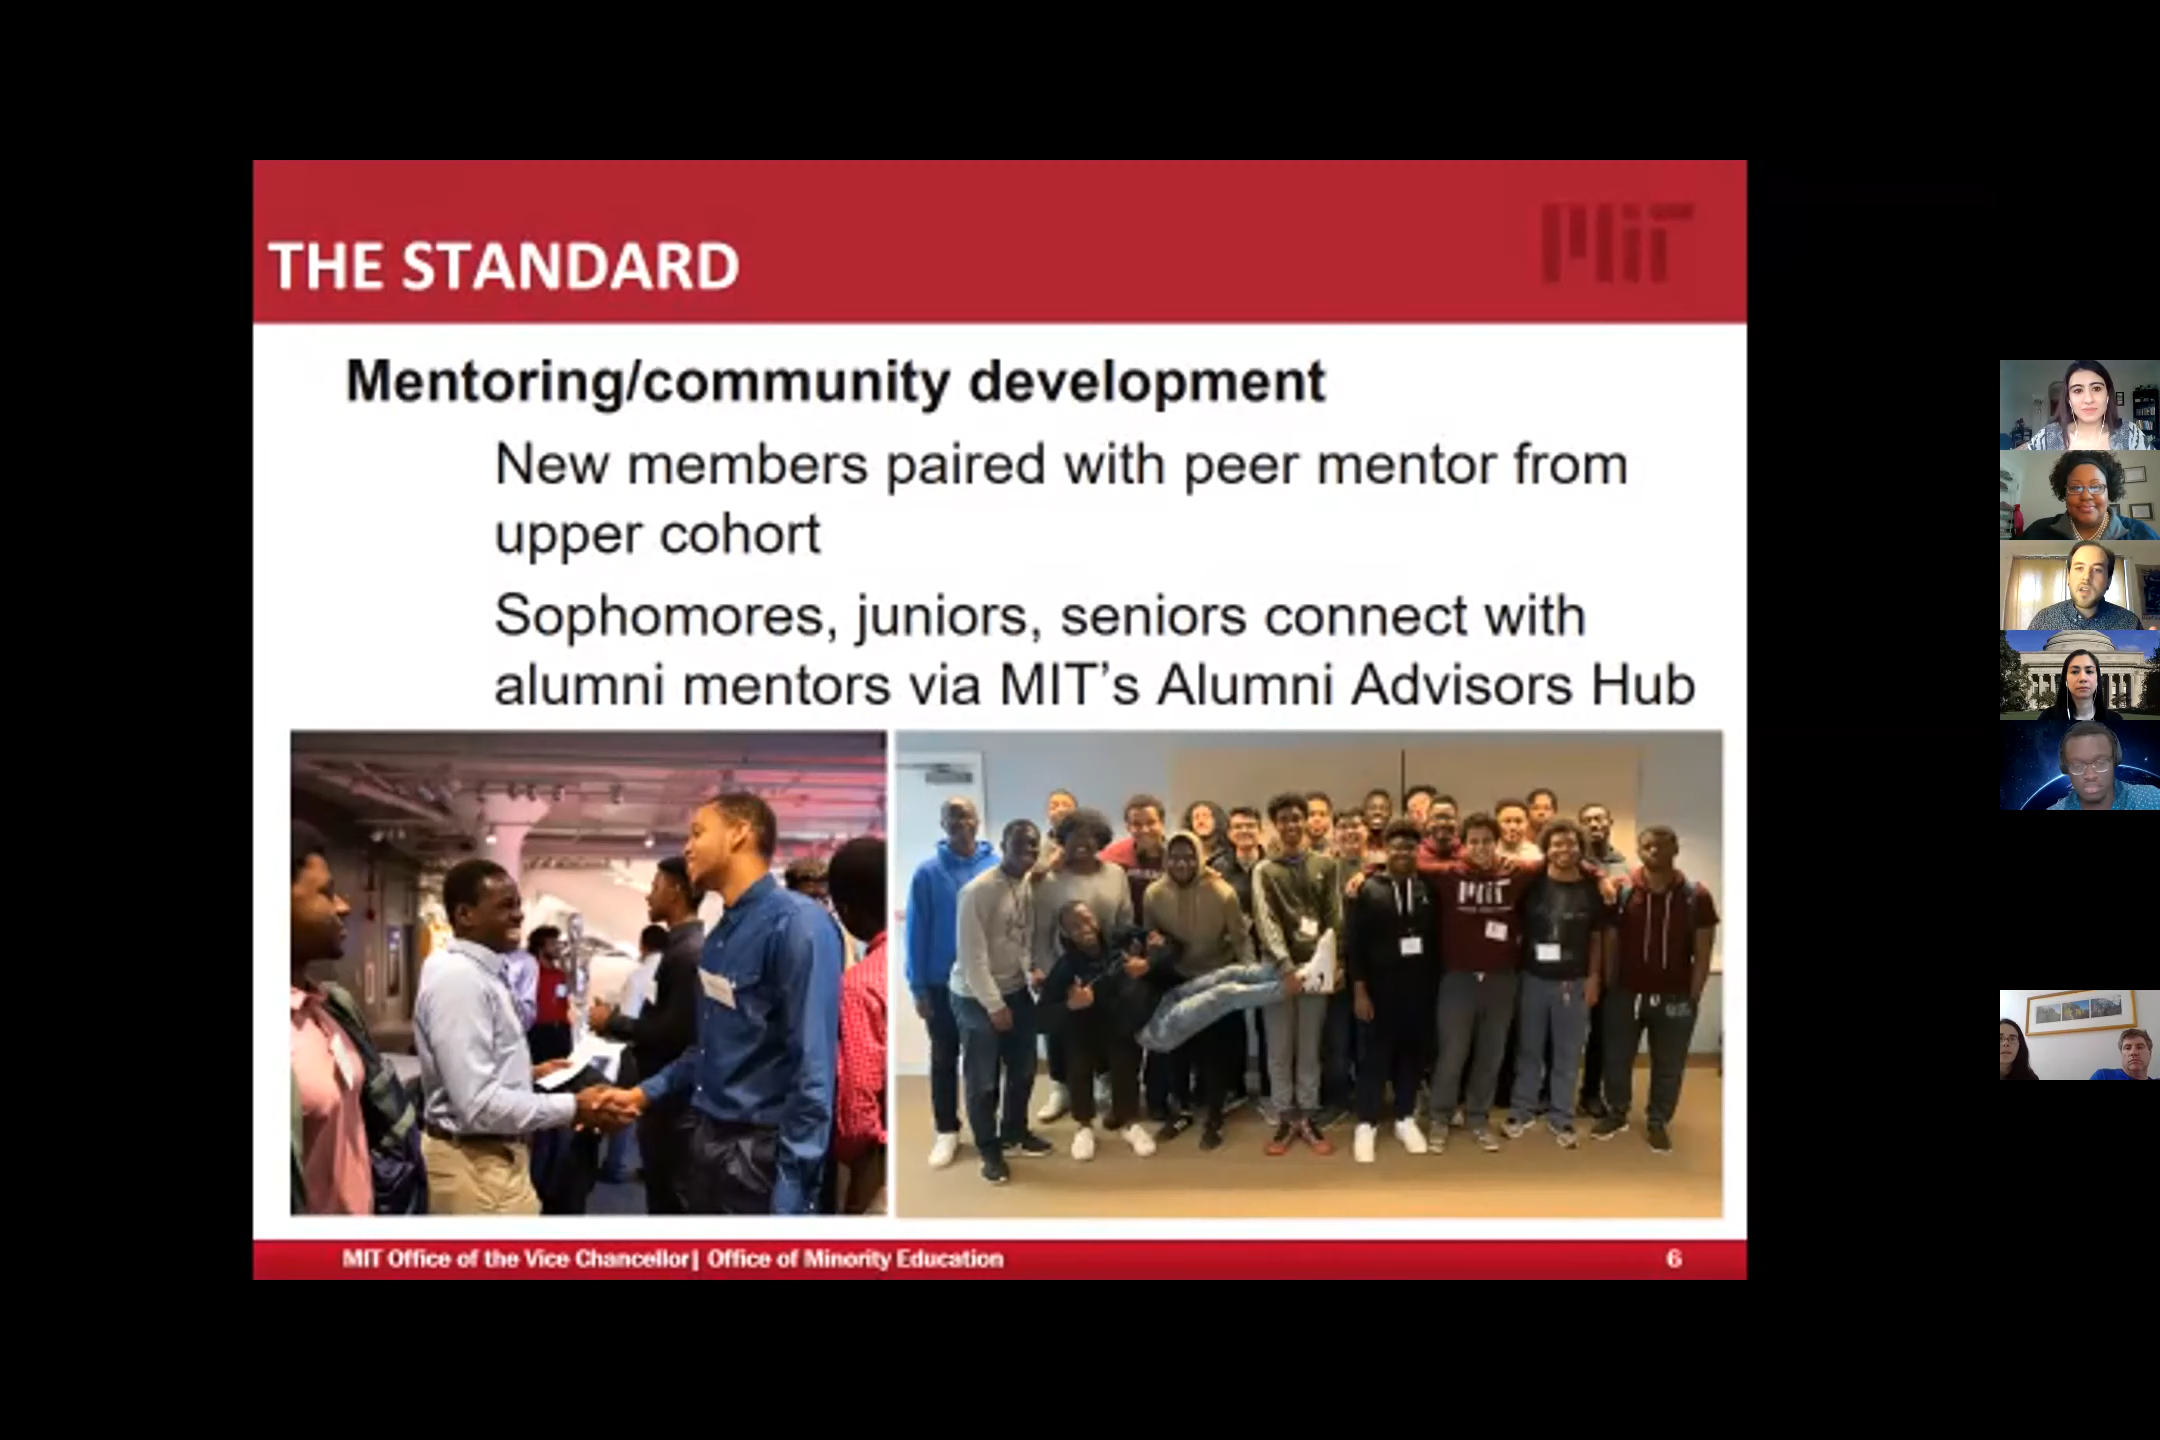 THE STANDARD
MIT
Mentoring/community development
New members paired with peer mentor from
upper cohort
Sophomores, juniors, seniors connect with
alumni mentors via MIT’s Alumni Advisors Hub
MIT
MIT Office of the Vice Chancellor| Office of Minority Education
6